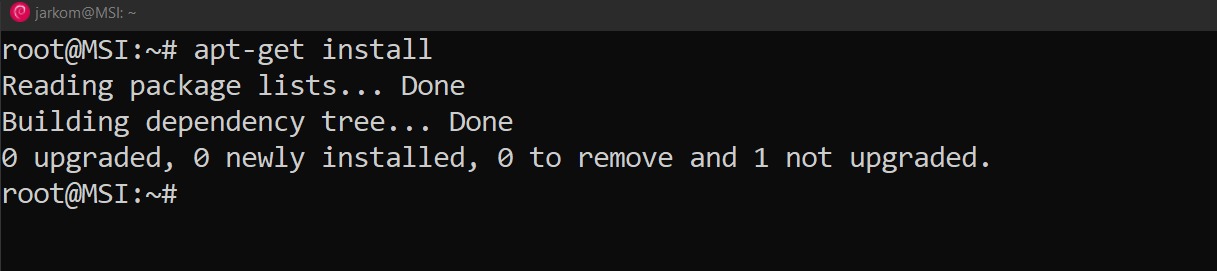 jarkom@MSI: ~
root@MSI:~# apt-get install
Reading package lists... Done
Building dependency tree... Done
0 upgraded, 0 newly installed, 0 to remove and 1 not upgraded.
root@MSI:~#